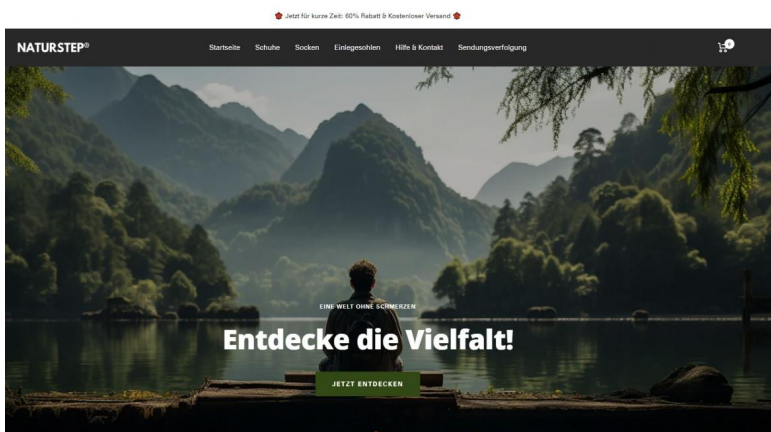 Jetzt für kurze Zeit: 60% Rabatt & Kostenloser Versand
NATURSTEP®
Startseite Schuhe Socken Einlegesohlen Hilfe & Kontakt Sendungsverfolgung
0
EINE WELT OHNE SCHMERZEN
Entdecke die Vielfalt!
JETZT ENTDECKEN